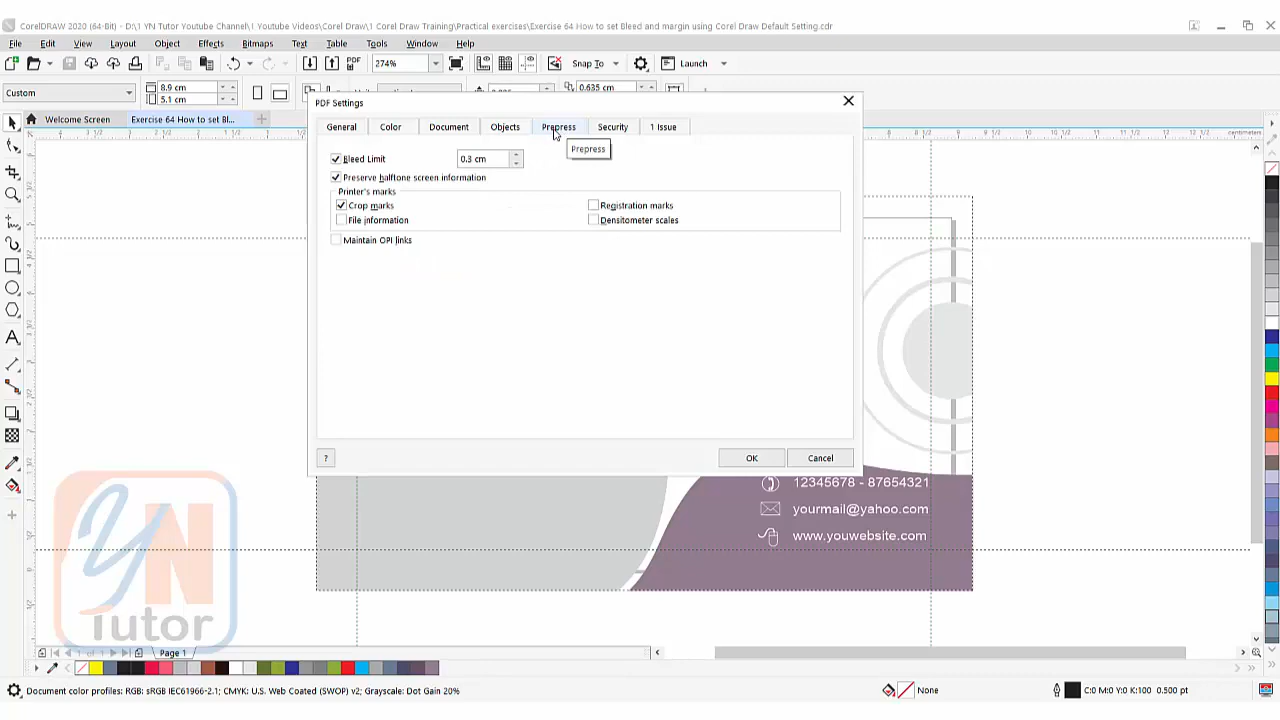 CorelDRAW 2020 (64-Bit) - D:\1 YN Tutor Youtube Channel\1 Youtube Videos\Corel Draw\1 Corel Draw Training\Practical exercises\Exercise 64 How to set Bleed and margin using Corel Draw Default Setting.cdr
File Edit View Layout Object Effects Bitmaps Text Table Tools Window Help
PDF 274% Snap To Launch
Custom 8.9 cm 0.635 cm
5.1 cm
PDF Settings
Welcome Screen Exercise 64 How to set Bl...
General Color Document Objects Prepress Security 1 Issue
centimeters
Prepress
Bleed Limit 0.3 cm
Preserve halftone screen information
Printer's marks
Crop marks Registration marks
File information Densitometer scales
Maintain OPI links
? OK Cancel
12345678 - 87654321
yourmail@yahoo.com
www.youwebsite.com
YN
Tutor
1 of 1 Page 1
Document color profiles: RGB: sRGB IEC61966-2.1; CMYK: U.S. Web Coated (SWOP) v2; Grayscale: Dot Gain 20% None C:0 M:0 Y:0 K:100 0.500 pt